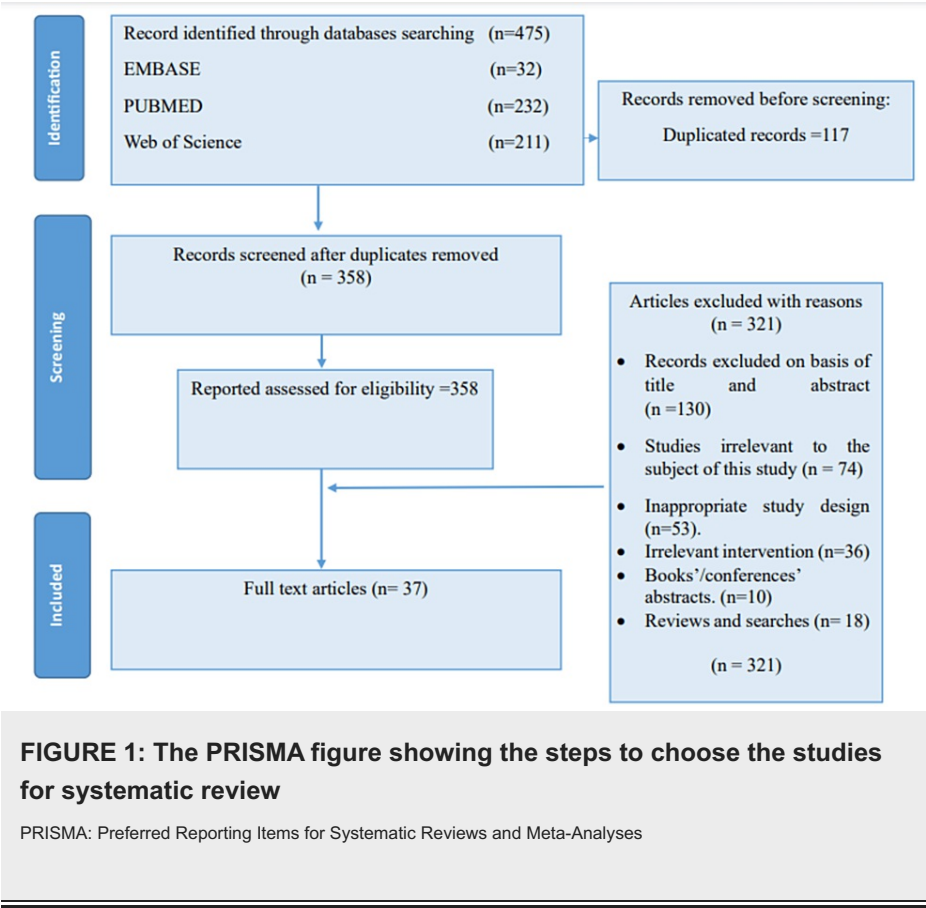 Identification
Record identified through databases searching (n=475)
EMBASE (n=32)
PUBMED (n=232)
Web of Science (n=211)
Records removed before screening:
Duplicated records =117
Screening
Records screened after duplicates removed
(n = 358)
Reported assessed for eligibility =358
Articles excluded with reasons
(n = 321)
• Records excluded on basis of
title and abstract
(n =130)
• Studies irrelevant to the
subject of this study (n = 74)
• Inappropriate study design
(n=53).
• Irrelevant intervention (n=36)
• Books’/conferences’
abstracts. (n=10)
• Reviews and searches (n= 18)
(n = 321)
Included
Full text articles (n= 37)
FIGURE 1: The PRISMA figure showing the steps to choose the studies
for systematic review
PRISMA: Preferred Reporting Items for Systematic Reviews and Meta-Analyses